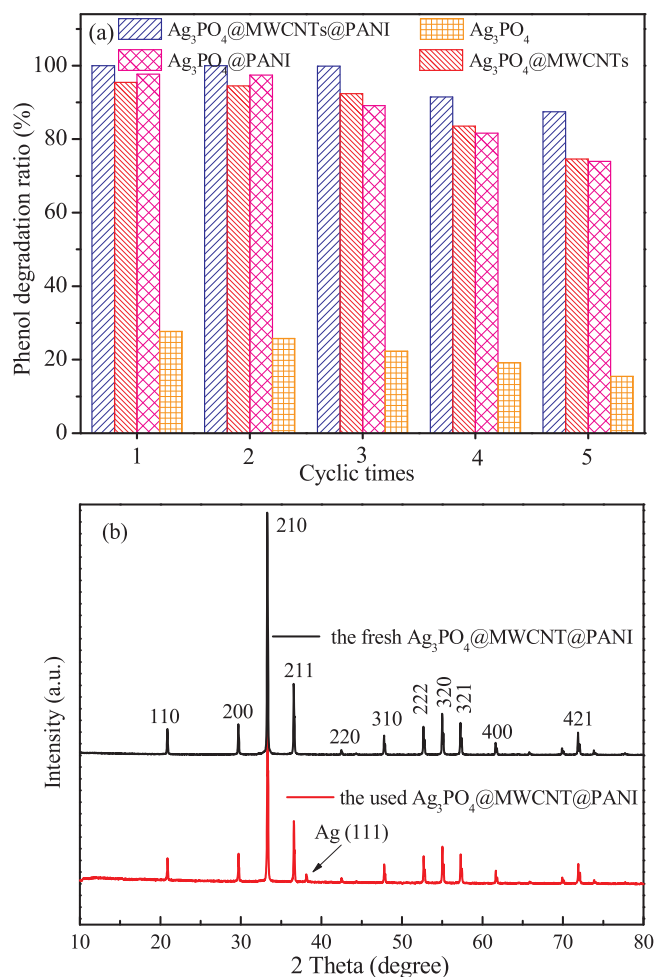 (a)
Ag₃PO₄@MWCNTs@PANI
Ag₃PO₄
Ag₃PO₄@PANI
Ag₃PO₄@MWCNTs
100
80
60
40
20
0
Phenol degradation ratio (%)
1 2 3 4 5
Cyclic times
(b)
210
the fresh Ag₃PO₄@MWCNT@PANI
211
110
200
220
310
222
320
321
400
421
the used Ag₃PO₄@MWCNT@PANI
Ag (111)
Intensity (a.u.)
10 20 30 40 50 60 70 80
2 Theta (degree)